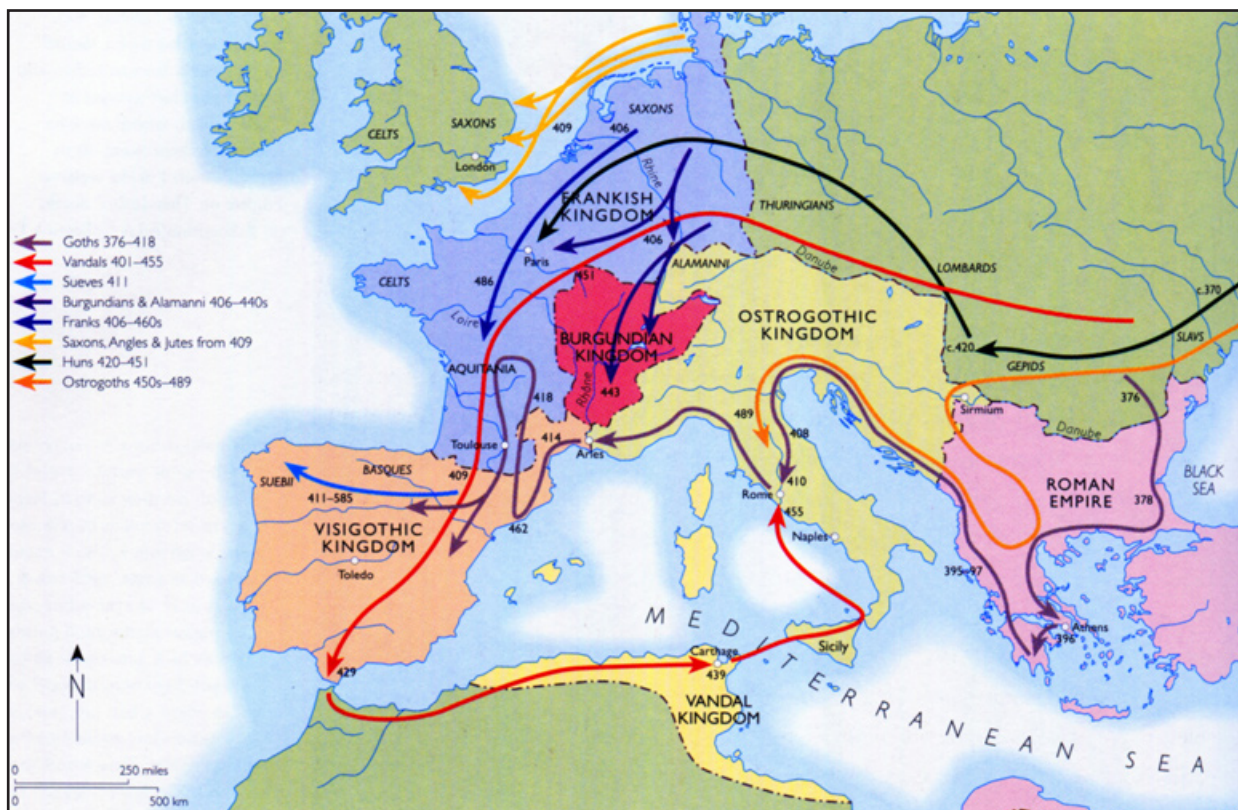 SAXONS
409
406
CELTS
SAXONS
London
Rhine
FRANKISH
KINGDOM
THURINGIANS
Goths 376–418
Vandals 401–455
Sueves 411
Burgundians & Alamanni 406–440s
Franks 406–460s
Saxons, Angles & Jutes from 409
Huns 420–451
Ostrogoths 450s–489
406
Paris
ALAMANNI
Danube
LOMBARDS
c.370
CELTS
486
451
Loire
OSTROGOTHIC
KINGDOM
BURGUNDIAN
KINGDOM
SLAVS
c.420
GEPIDS
AQUITANIA
Rhône
443
376
418
Sirmium
Danube
489
408
Toulouse
414
Arles
BASQUES
409
SUEBII
411–585
410
Rome
455
ROMAN
EMPIRE
BLACK
SEA
378
VISIGOTHIC
KINGDOM
462
Toledo
Naples
395–97
MEDITERRANEAN SEA
Athens
396
Sicily
Carthage
439
429
VANDAL
KINGDOM
N
0 250 miles
0 500 km